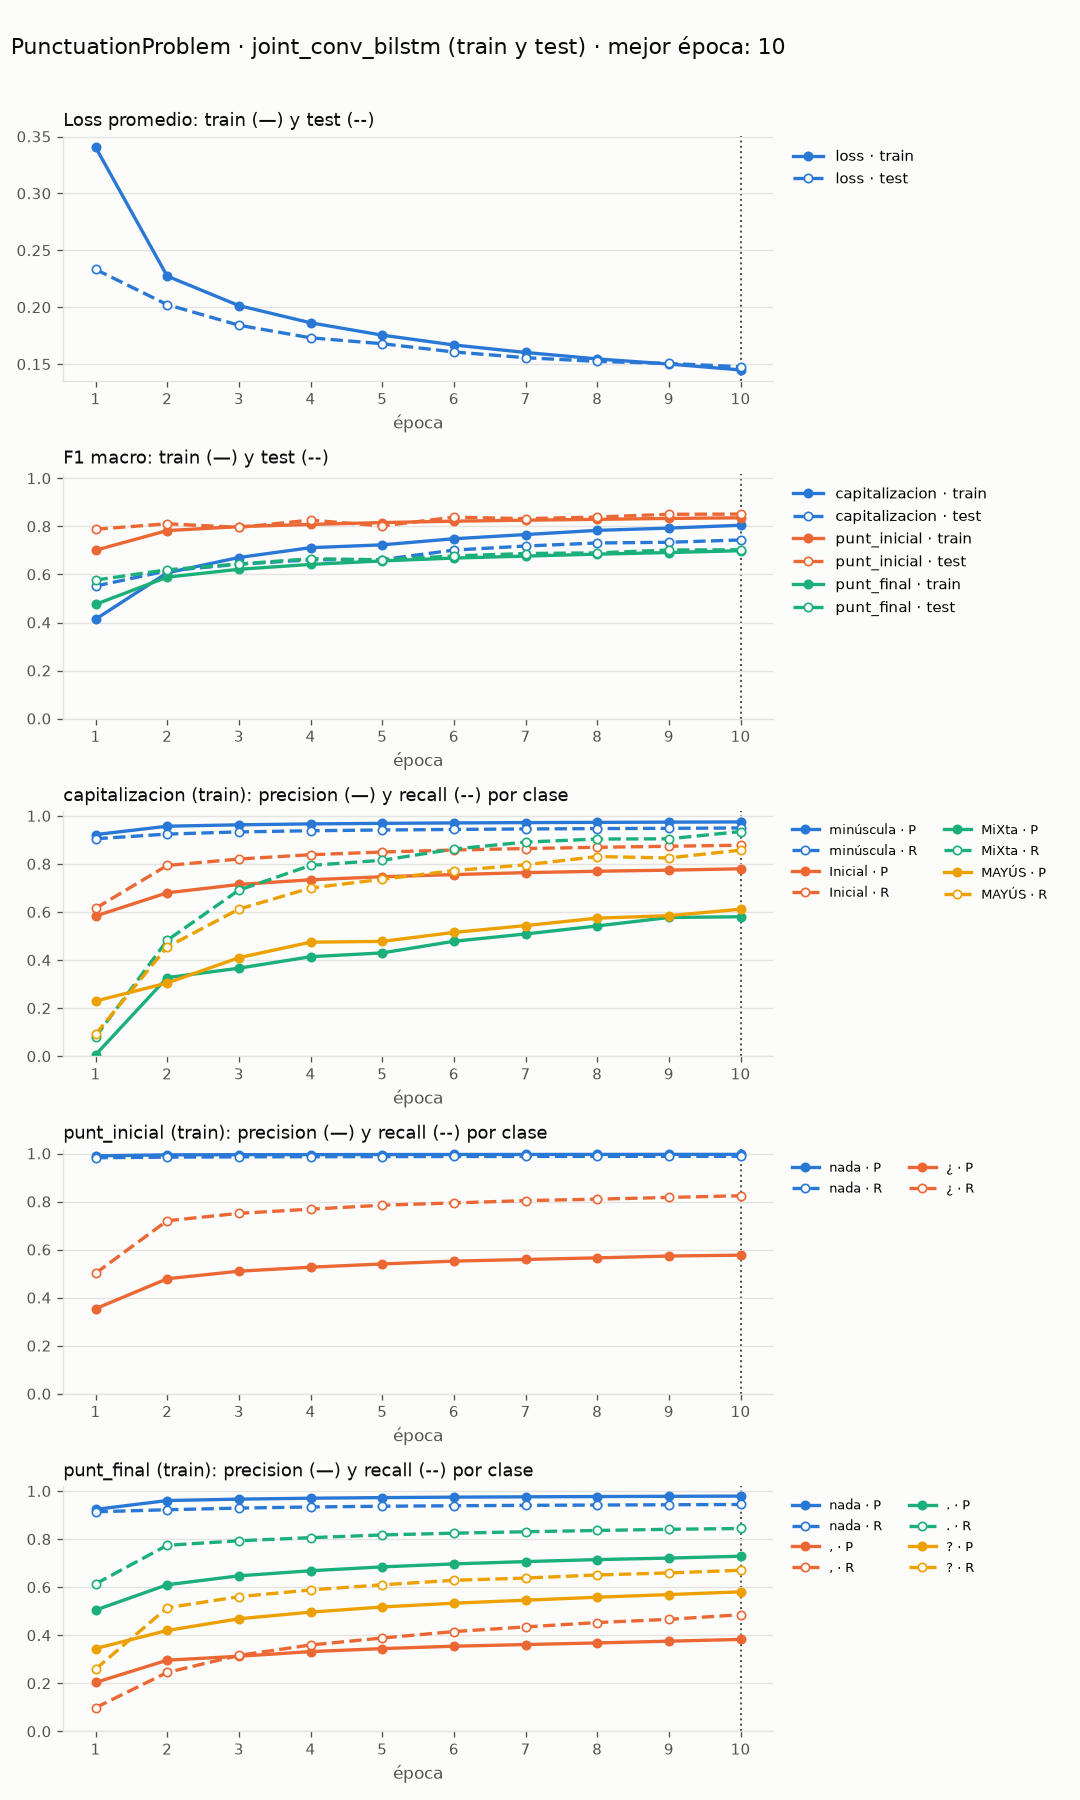 PunctuationProblem · joint_conv_bilstm (train y test) · mejor época: 10
Loss promedio: train (—) y test (--)
0.35
0.30
0.25
0.20
0.15
1 2 3 4 5 6 7 8 9 10
época
loss · train
loss · test
F1 macro: train (—) y test (--)
1.0
0.8
0.6
0.4
0.2
0.0
1 2 3 4 5 6 7 8 9 10
época
capitalizacion · train
capitalizacion · test
punt_inicial · train
punt_inicial · test
punt_final · train
punt_final · test
capitalizacion (train): precision (—) y recall (--) por clase
1.0
0.8
0.6
0.4
0.2
0.0
1 2 3 4 5 6 7 8 9 10
época
minúscula · P MiXta · P
minúscula · R MiXta · R
Inicial · P MAYÚS · P
Inicial · R MAYÚS · R
punt_inicial (train): precision (—) y recall (--) por clase
1.0
0.8
0.6
0.4
0.2
0.0
1 2 3 4 5 6 7 8 9 10
época
nada · P ¿ · P
nada · R ¿ · R
punt_final (train): precision (—) y recall (--) por clase
1.0
0.8
0.6
0.4
0.2
0.0
1 2 3 4 5 6 7 8 9 10
época
nada · P . · P
nada · R . · R
, · P ? · P
, · R ? · R